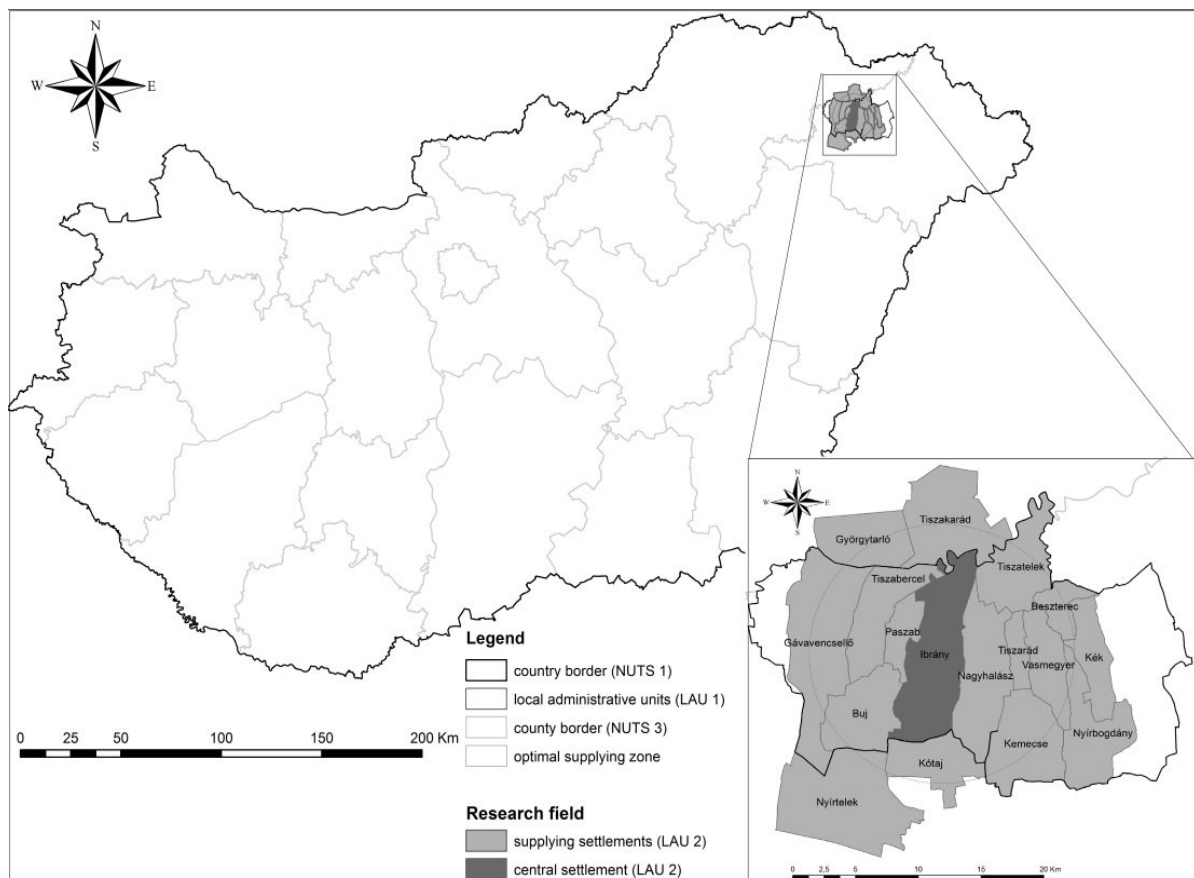 N
W E
S
Legend
country border (NUTS 1)
local administrative units (LAU 1)
county border (NUTS 3)
optimal supplying zone
0 25 50 100 150 200 Km
Research field
supplying settlements (LAU 2)
central settlement (LAU 2)
N
W E
S
Tiszakarád
Györgytarló
Tiszatelek
Tiszabercel
Beszterec
Paszab
Gávavencsellő
Ibrány
Tiszarád
Vasmegyer
Kék
Nagyhalász
Buj
Nyírbogdány
Kemecse
Kótaj
Nyírtelek
0 2,5 5 10 15 20 Km